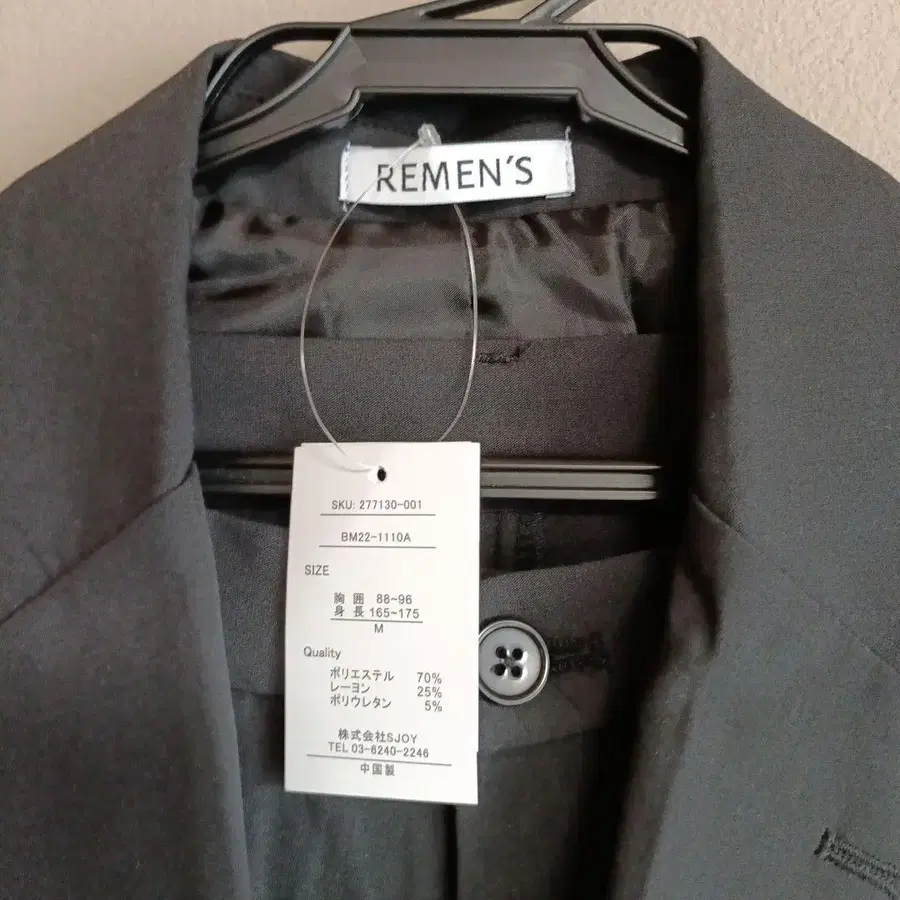 REMEN'S
SKU: 277130-001
BM22-1110A
SIZE
胸 囲 88~96
身 長 165~175
M
Quality
ポリエステル 70%
レーヨン 25%
ポリウレタン 5%
株式会社SJOY
TEL 03-6240-2246
中国製